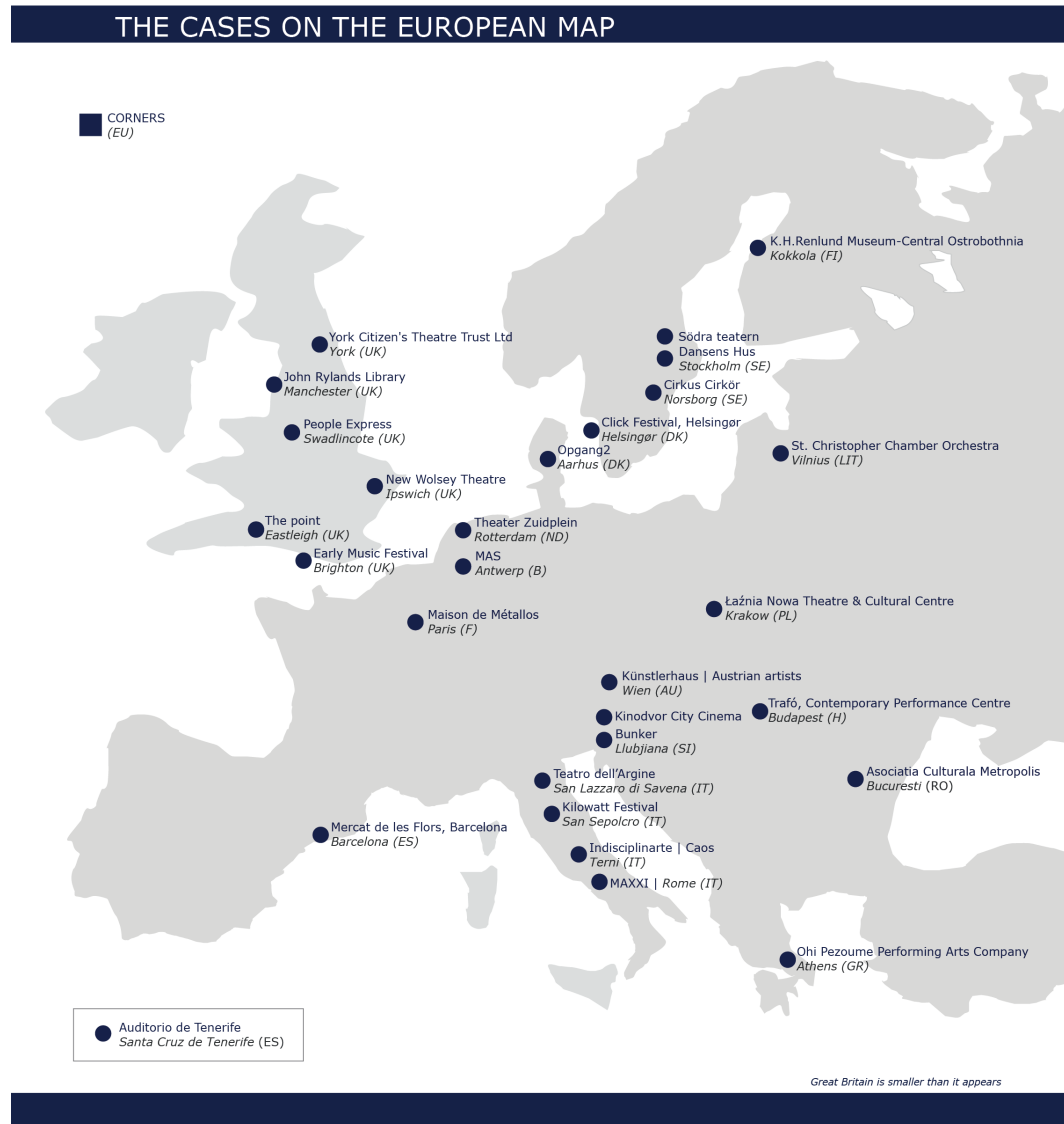 THE CASES ON THE EUROPEAN MAP
CORNERS
(EU)
K.H.Renlund Museum-Central Ostrobothnia
Kokkola (FI)
York Citizen's Theatre Trust Ltd
York (UK)
Södra teatern
Dansens Hus
Stockholm (SE)
John Rylands Library
Manchester (UK)
Cirkus Cirkör
Norsborg (SE)
People Express
Swadlincote (UK)
Click Festival, Helsingør
Helsingør (DK)
Opgang2
Aarhus (DK)
St. Christopher Chamber Orchestra
Vilnius (LIT)
New Wolsey Theatre
Ipswich (UK)
The point
Eastleigh (UK)
Theater Zuidplein
Rotterdam (ND)
Early Music Festival
Brighton (UK)
MAS
Antwerp (B)
Maison de Métallos
Paris (F)
Łaźnia Nowa Theatre & Cultural Centre
Krakow (PL)
Künstlerhaus | Austrian artists
Wien (AU)
Trafó, Contemporary Performance Centre
Budapest (H)
Kinodvor City Cinema
Bunker
Llubjiana (SI)
Teatro dell’Argine
San Lazzaro di Savena (IT)
Asociatia Culturala Metropolis
Bucuresti (RO)
Kilowatt Festival
San Sepolcro (IT)
Mercat de les Flors, Barcelona
Barcelona (ES)
Indisciplinarte | Caos
Terni (IT)
MAXXI | Rome (IT)
Ohi Pezoume Performing Arts Company
Athens (GR)
Auditorio de Tenerife
Santa Cruz de Tenerife (ES)
Great Britain is smaller than it appears